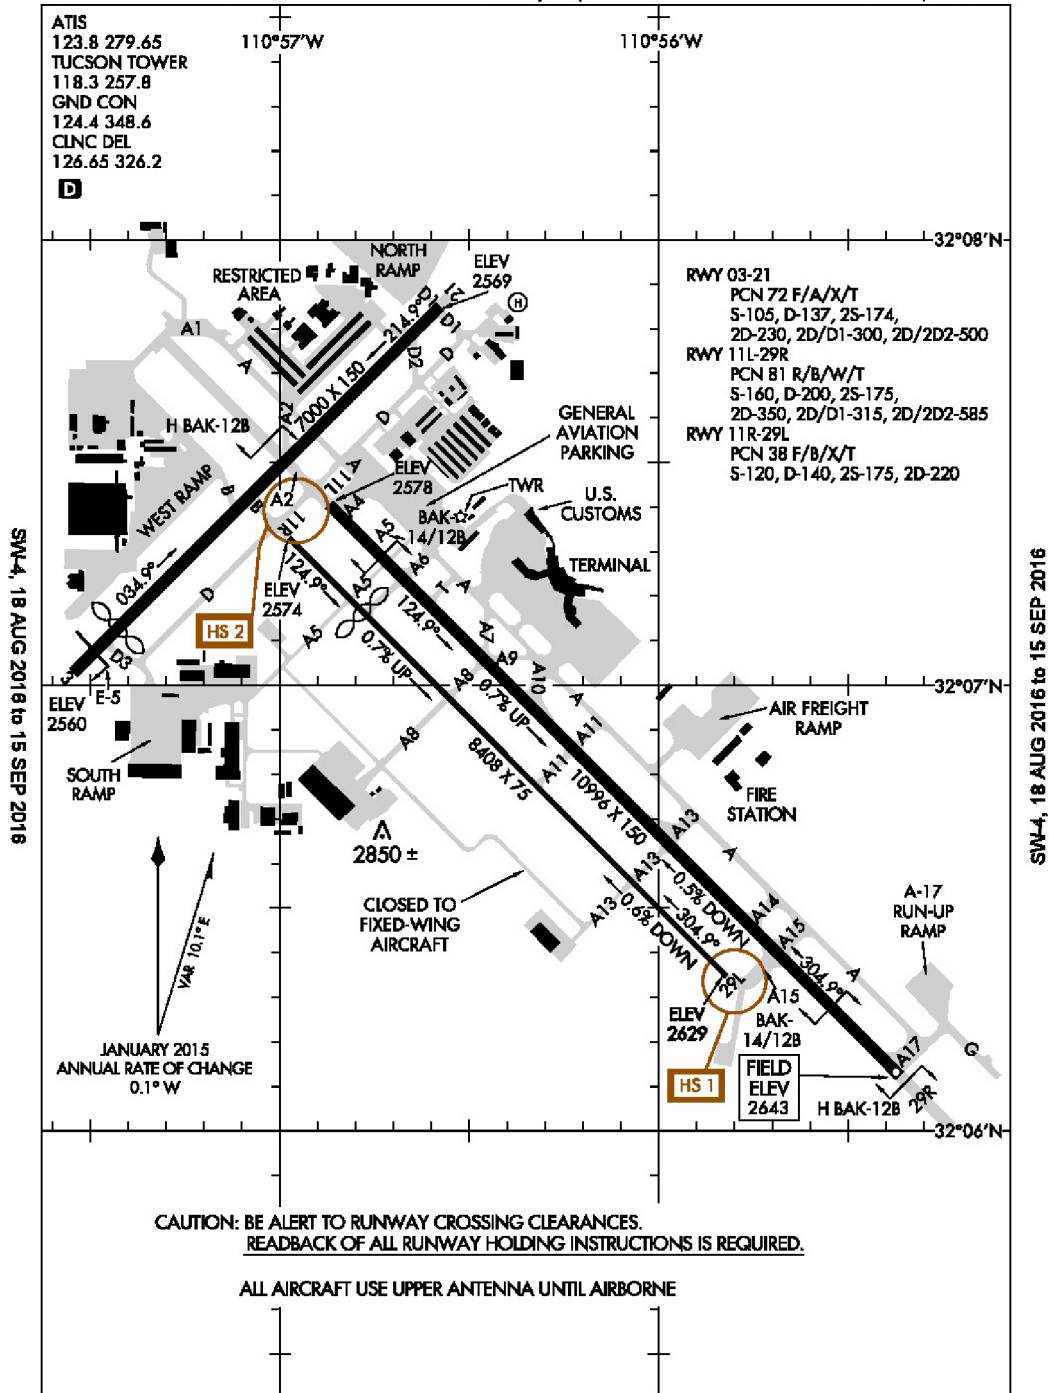 ATIS
123.8 279.65
TUCSON TOWER
118.3 257.8
GND CON
124.4 348.6
CLNC DEL
126.65 326.2
D
110°57'W
110°56'W
32°08'N
RWY 03-21
PCN 72 F/A/X/T
S-105, D-137, 2S-174,
2D-230, 2D/D1-300, 2D/2D2-500
RWY 11L-29R
PCN 81 R/B/W/T
S-160, D-200, 2S-175,
2D-350, 2D/D1-315, 2D/2D2-585
RWY 11R-29L
PCN 38 F/B/X/T
S-120, D-140, 2S-175, 2D-220
NORTH
RAMP
RESTRICTED
AREA
ELEV
2569
D1
21
H
A1
214.9°
D1
D2
D
A
A2
7000 X 150
D
H BAK-12B
GENERAL
AVIATION
PARKING
WEST RAMP
B
B
A2
11L
A
A4
ELEV
2578
TWR
U.S.
CUSTOMS
BAK-
14/12B
A5
A6
TERMINAL
11R
034.9°
D
ELEV
2574
124.9°
A5
T
A
HS 2
A5
0.7% UP
124.9°
A7
A9
A10
A
3
D3
E-5
ELEV
2560
32°07'N
A8
0.7% UP
A8
A11
A11
AIR FREIGHT
RAMP
8408 X 75
10996 X 150
SOUTH
RAMP
FIRE
STATION
2850 ±
A13
A13
A
A13
CLOSED TO
FIXED-WING
AIRCRAFT
0.5% DOWN
0.6% DOWN
304.9°
A14
A15
A-17
RUN-UP
RAMP
304.9°
A
29L
A15
ELEV
2629
BAK-
14/12B
VAR 10.1° E
JANUARY 2015
ANNUAL RATE OF CHANGE
0.1° W
HS 1
FIELD
ELEV
2643
A17
G
H BAK-12B
29R
32°06'N
CAUTION: BE ALERT TO RUNWAY CROSSING CLEARANCES.
READBACK OF ALL RUNWAY HOLDING INSTRUCTIONS IS REQUIRED.
ALL AIRCRAFT USE UPPER ANTENNA UNTIL AIRBORNE
SW-4, 18 AUG 2016 to 15 SEP 2016
SW-4, 18 AUG 2016 to 15 SEP 2016